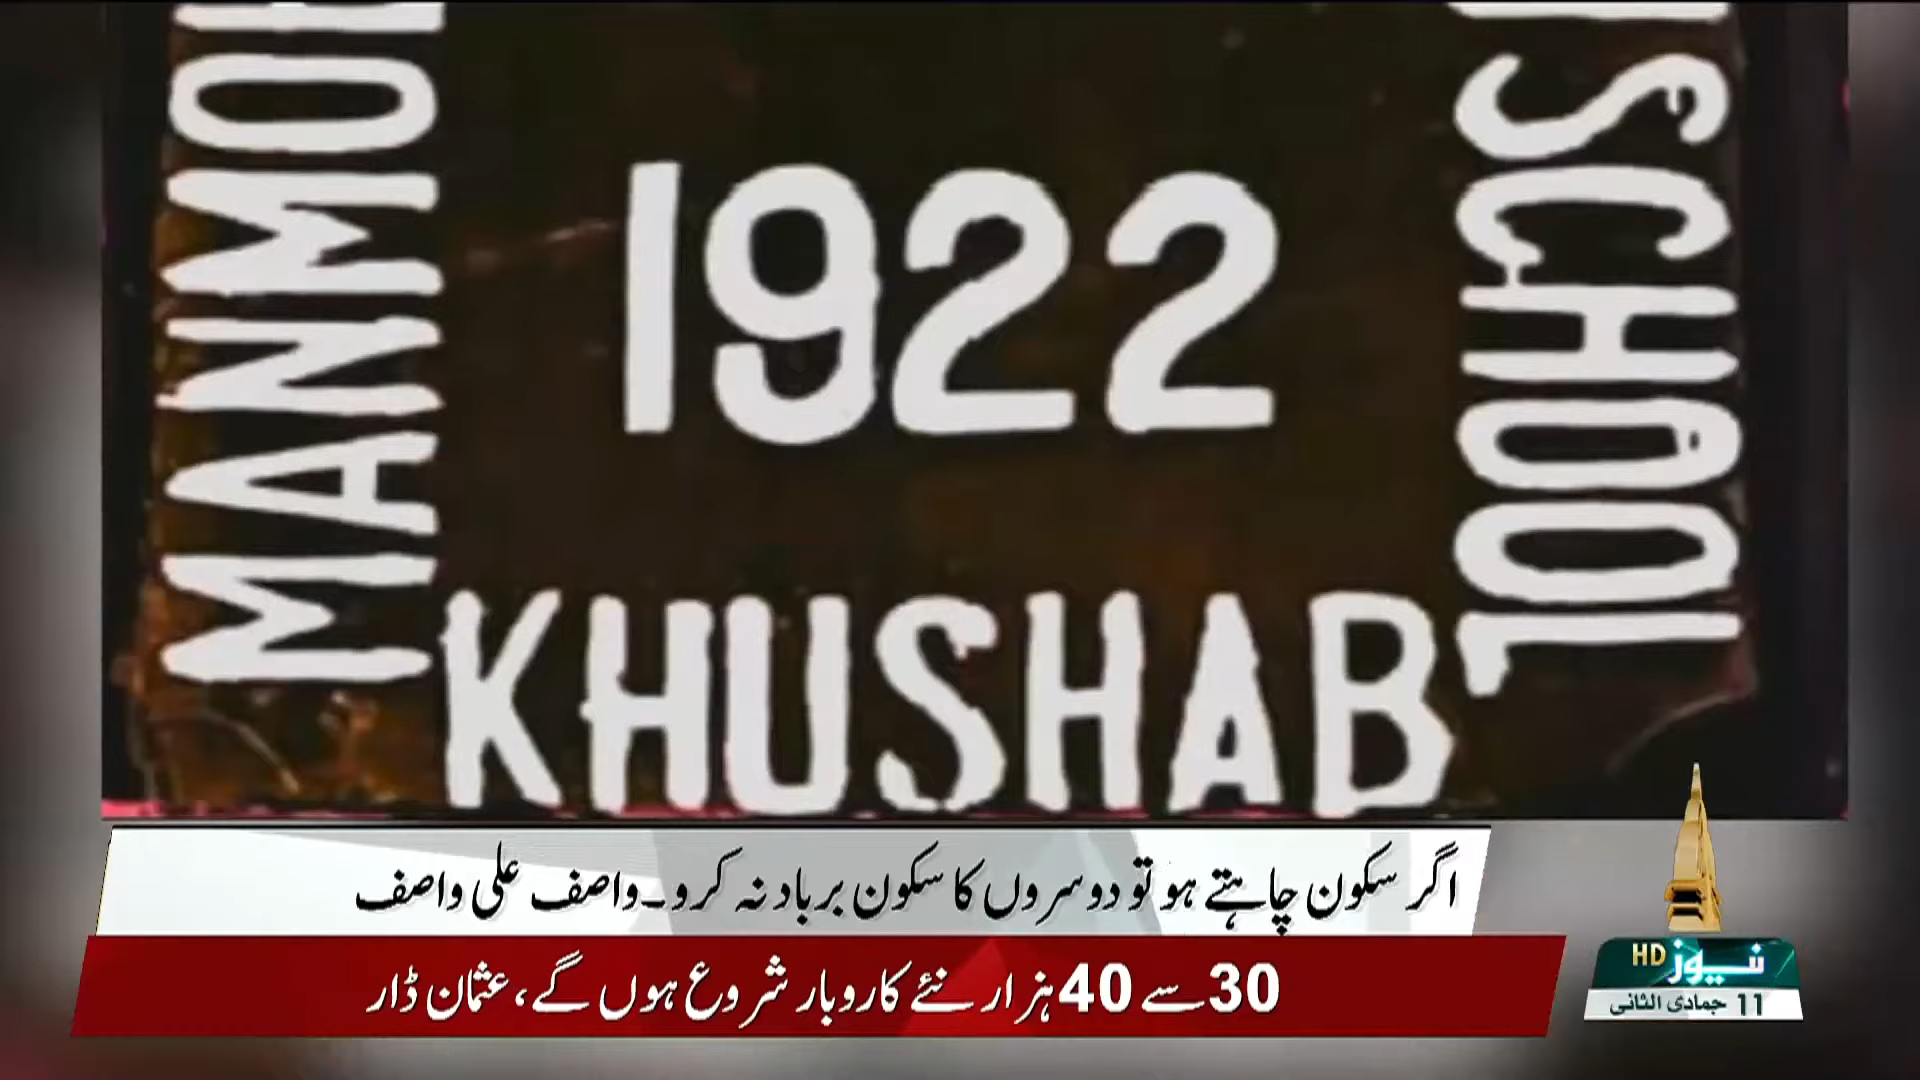 1922
KHUSHAB
SCHOOL
اگر سکون چاہتے ہو تو دوسروں کا سکون برباد نہ کرو۔واصف علی واصف
30 سے 40 ہزار نئے کاروبار شروع ہوں گے، عثمان ڈار
نیوز HD
11 جمادی الثانی